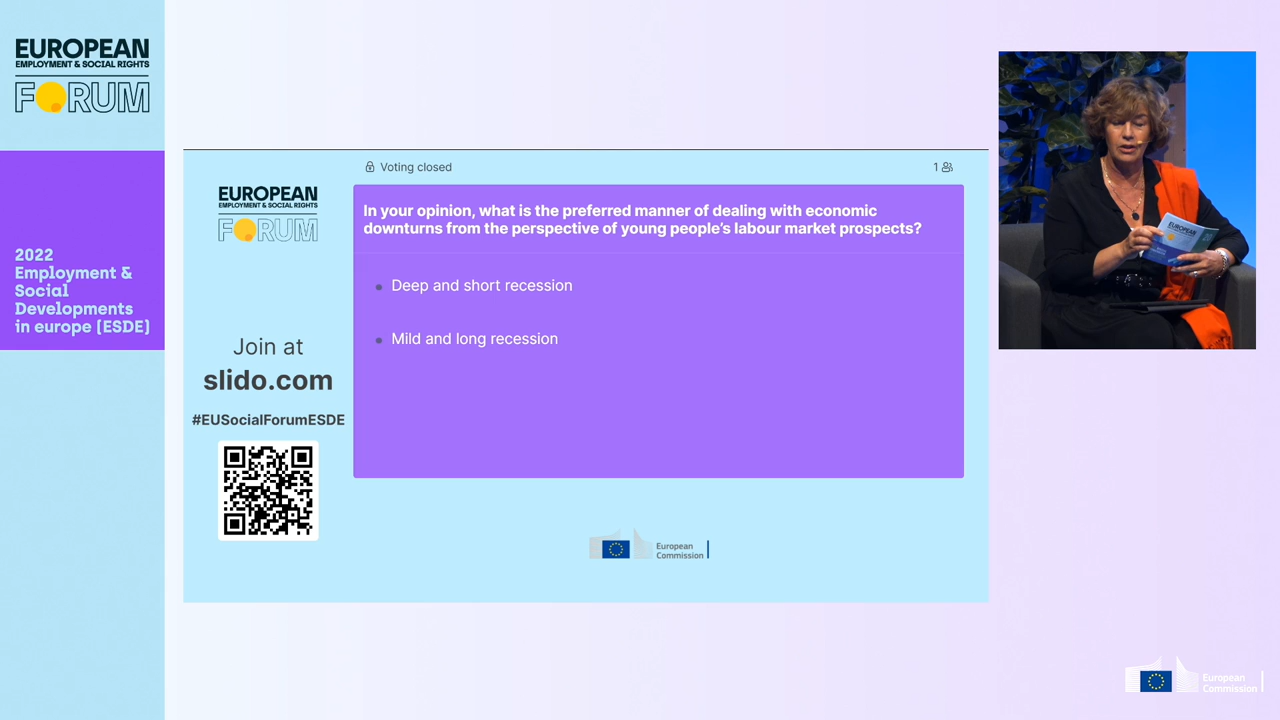 EUROPEAN
EMPLOYMENT & SOCIAL RIGHTS
FORUM
2022
Employment &
Social
Developments
in europe [ESDE]
EUROPEAN
EMPLOYMENT & SOCIAL RIGHTS
FORUM
Join at
slido.com
#EUSocialForumESDE
Voting closed
1
In your opinion, what is the preferred manner of dealing with economic
downturns from the perspective of young people's labour market prospects?
Deep and short recession
Mild and long recession
European
Commission
EUROPEAN
European
Commission